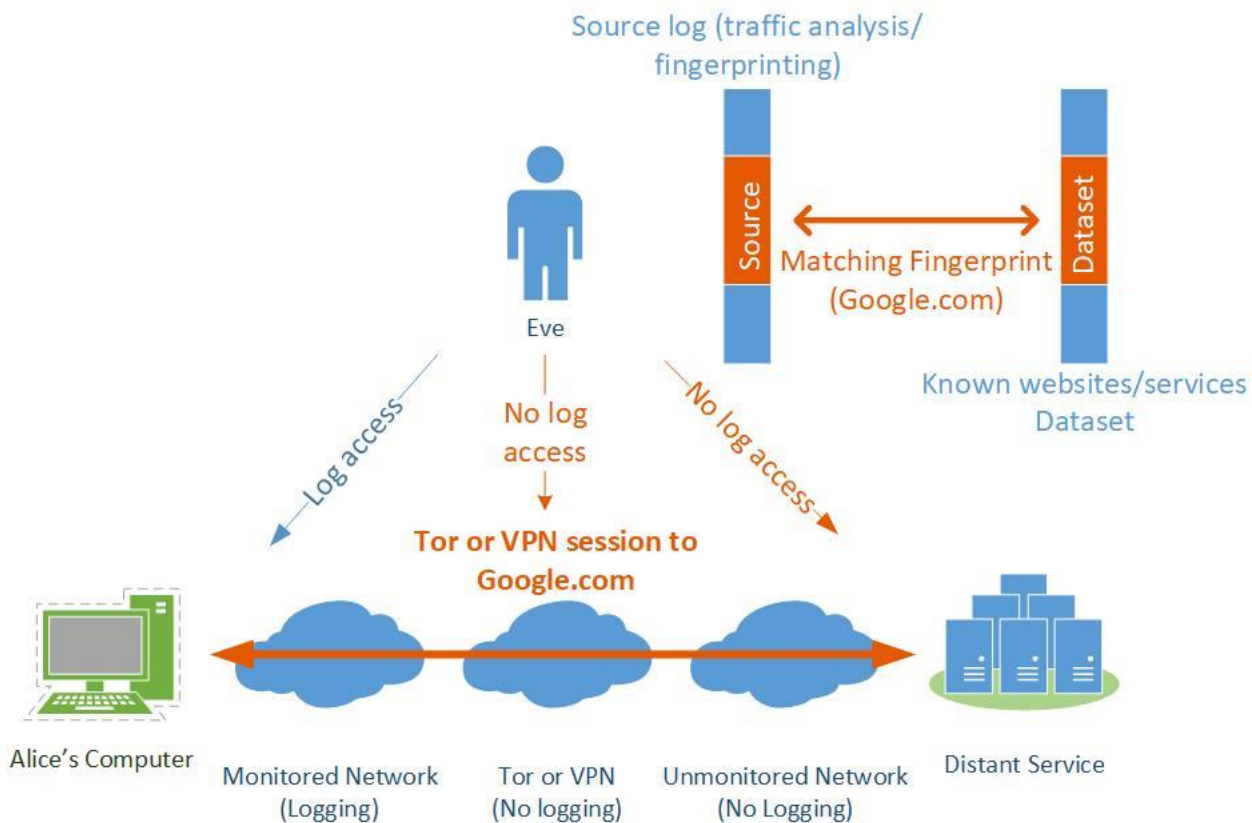 Source log (traffic analysis/
fingerprinting)
Source
Dataset
Matching Fingerprint
(Google.com)
Known websites/services
Dataset
Eve
Log access
No log
access
No log access
Tor or VPN session to
Google.com
Alice’s Computer
Monitored Network
(Logging)
Tor or VPN
(No logging)
Unmonitored Network
(No Logging)
Distant Service